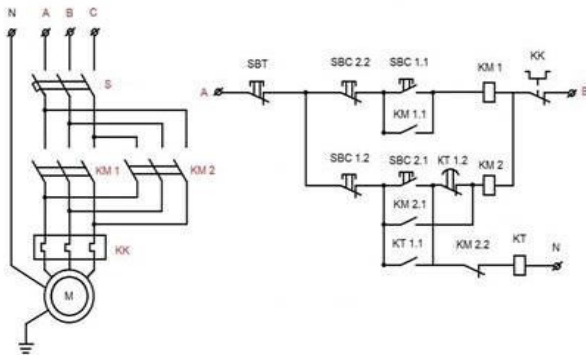 N A B C
S
KM 1
KM 2
KK
M
SBT
SBC 2.2
SBC 1.1
KM 1
KK
A
B
KM 1.1
SBC 1.2
SBC 2.1
KT 1.2
KM 2
KM 2.1
KT 1.1
KM 2.2
KT
N